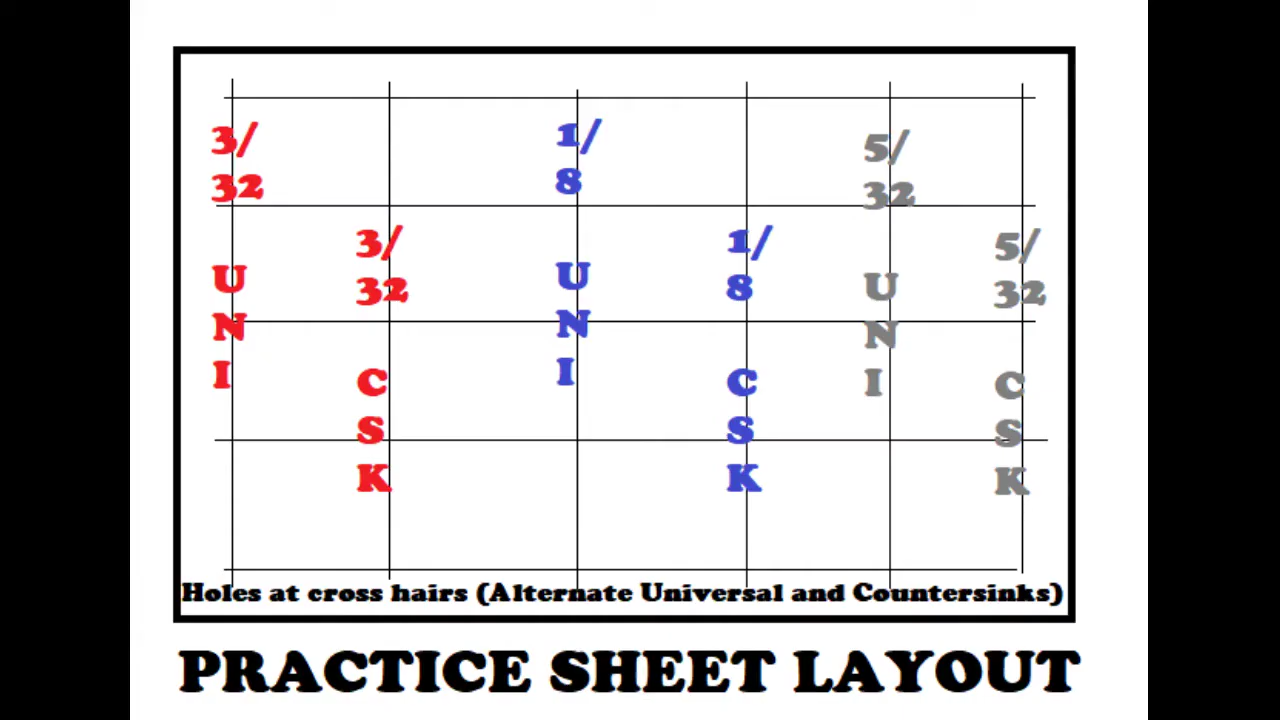 3/
32
U
N
I
3/
32
C
S
K
1/
8
U
N
I
1/
8
C
S
K
5/
32
U
N
I
5/
32
C
S
K
Holes at cross hairs (Alternate Universal and Countersinks)
PRACTICE SHEET LAYOUT